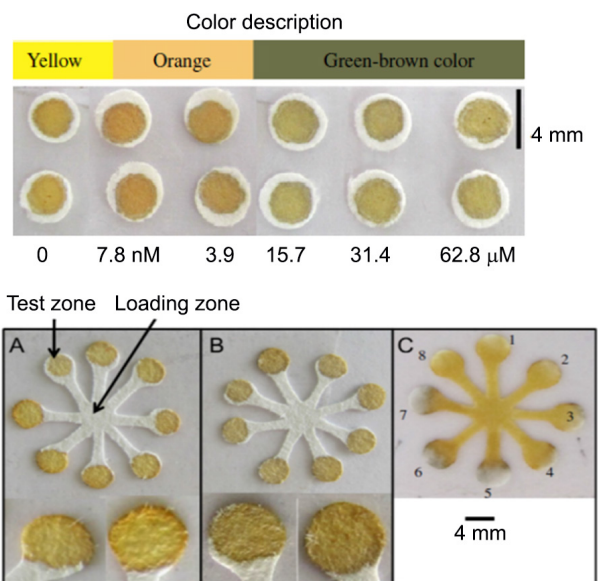 Color description
Yellow Orange Green-brown color
4 mm
0 7.8 nM 3.9 15.7 31.4 62.8 μM
Test zone Loading zone
A B C
1
8 2
7 3
6 4
5
4 mm